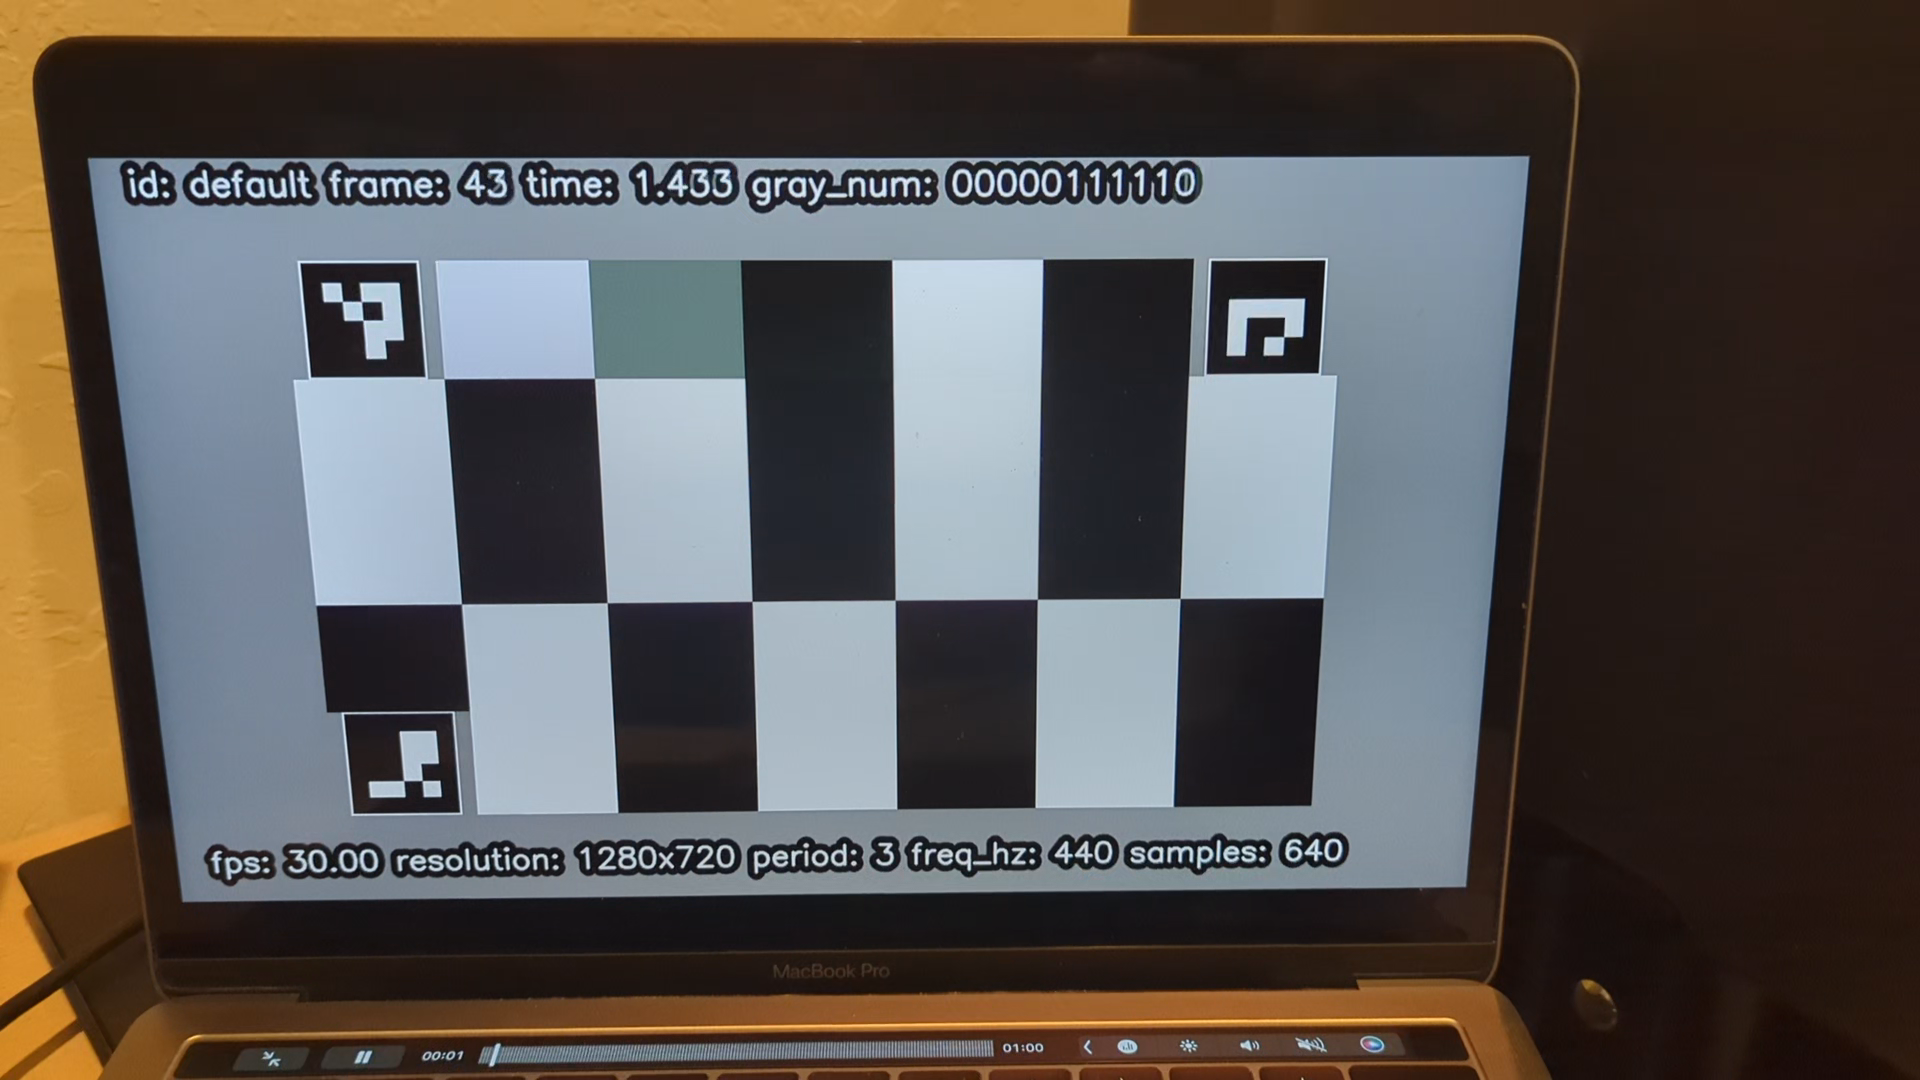 id: default frame: 43 time: 1.433 gray_num: 00000111110
fps: 30.00 resolution: 1280x720 period: 3 freq_hz: 440 samples: 640
MacBook Pro
00:01 01:00